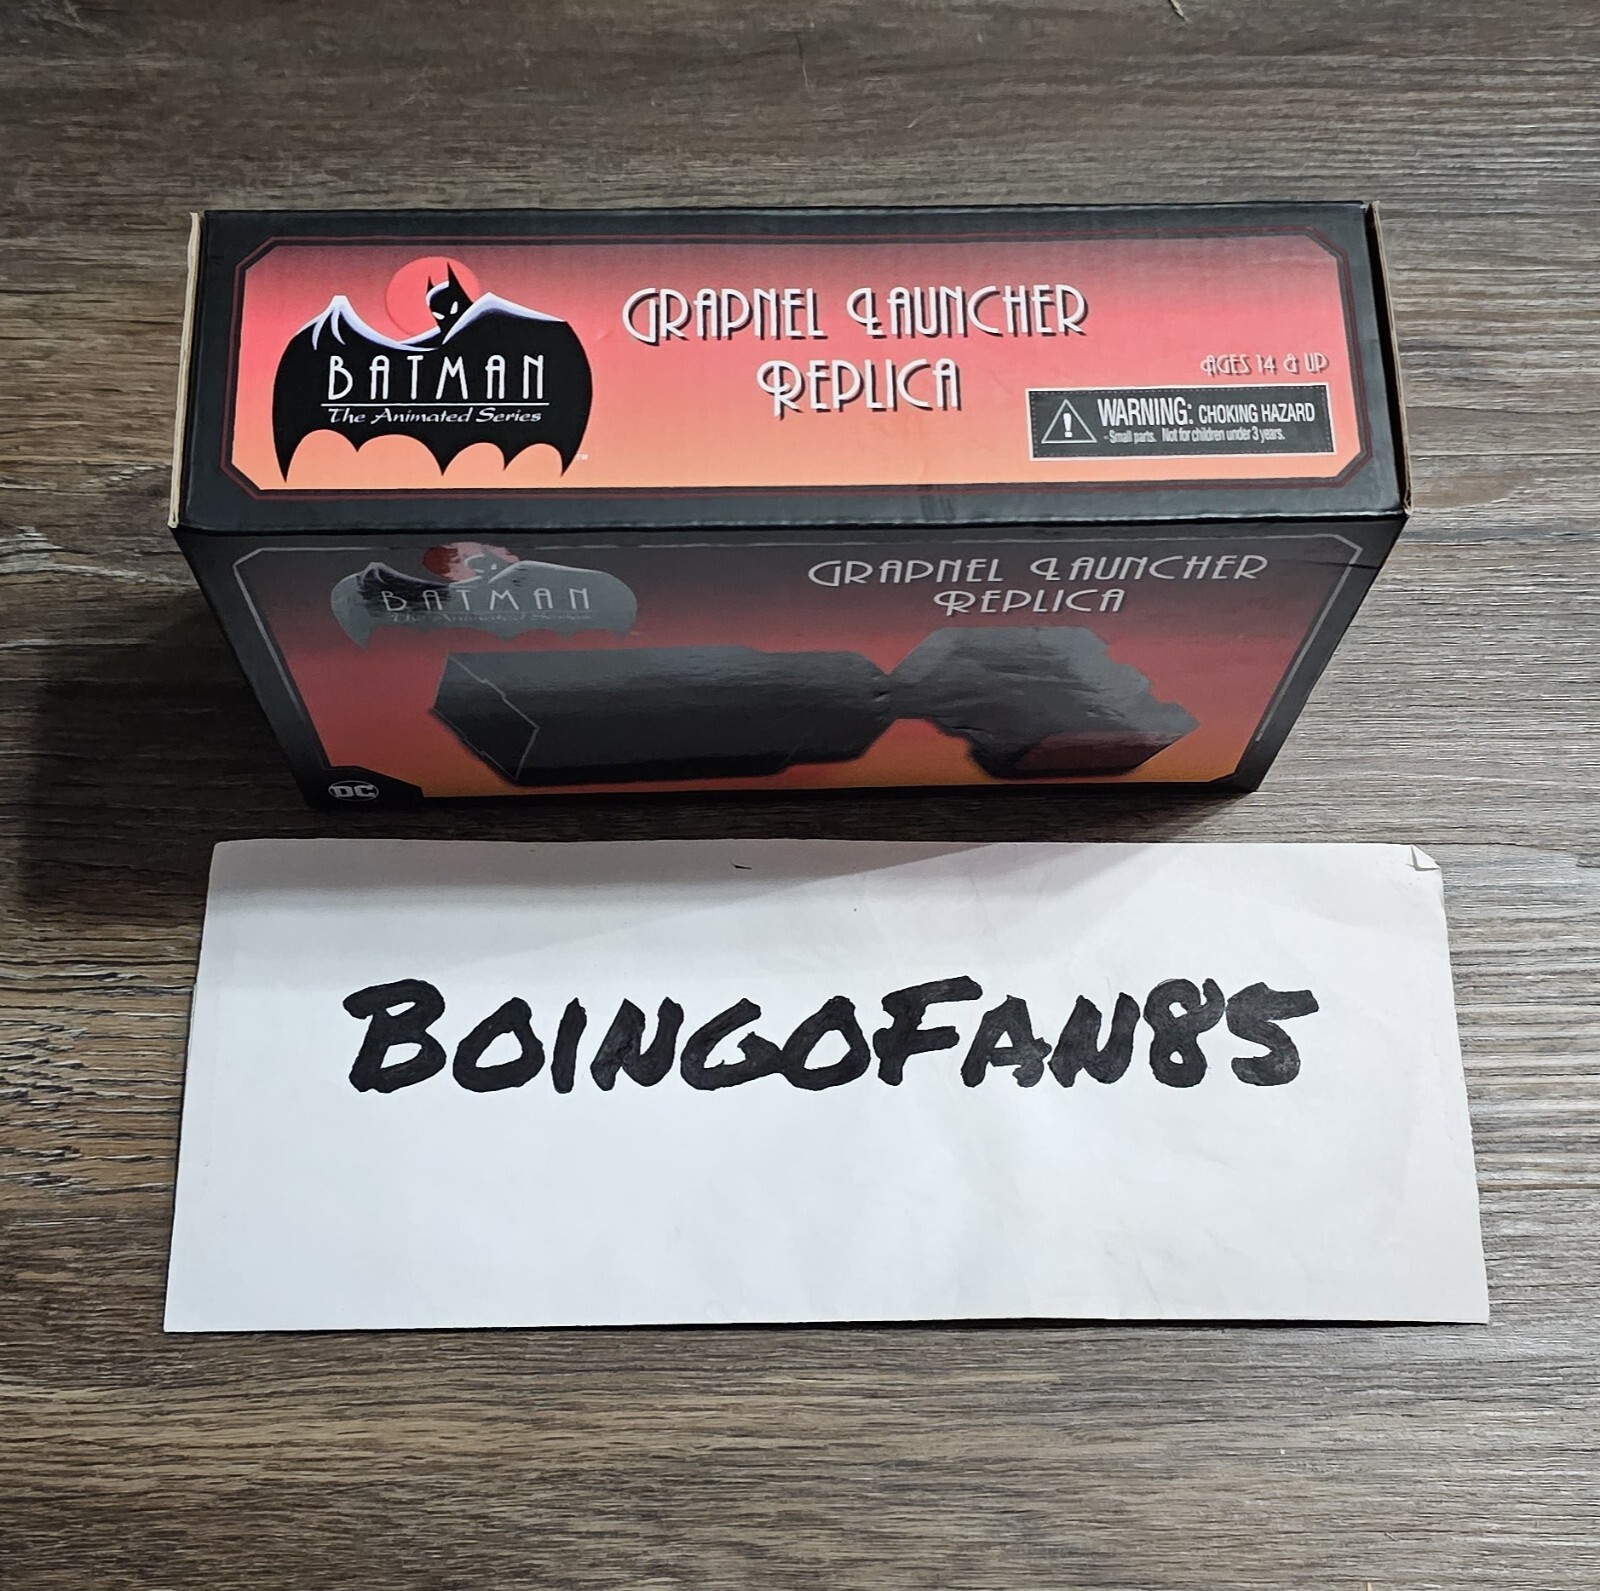 BATMAN
The Animated Series
™
GRAPNEL LAUNCHER
REPLICA
AGES 14 & UP
WARNING: CHOKING HAZARD
-Small parts. Not for children under 3 years.
BATMAN
The Animated Series
GRAPNEL LAUNCHER
REPLICA
DC
BOINGOFAN85